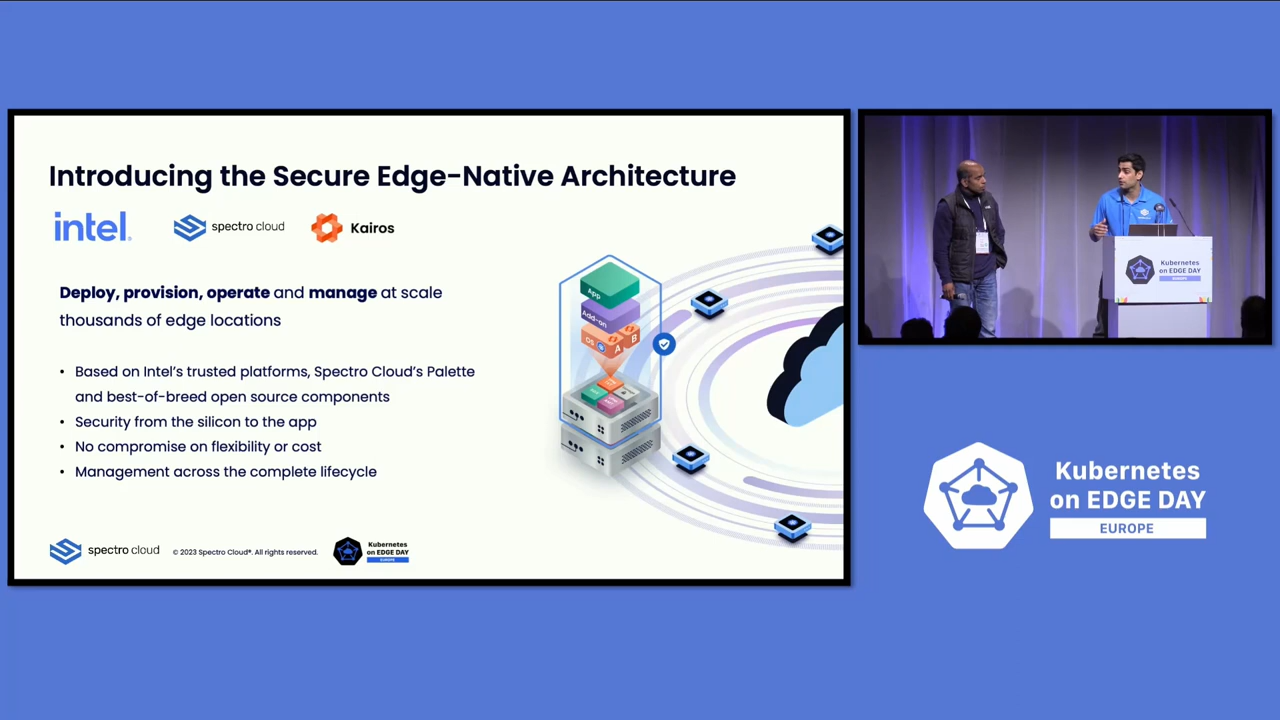 Introducing the Secure Edge-Native Architecture
intel.
spectro cloud
Kairos
Deploy, provision, operate and manage at scale
thousands of edge locations
• Based on Intel's trusted platforms, Spectro Cloud's Palette
and best-of-breed open source components
• Security from the silicon to the app
• No compromise on flexibility or cost
• Management across the complete lifecycle
App
Add-on
OS
A
B
spectro cloud
© 2023 Spectro Cloud®. All rights reserved.
Kubernetes
on EDGE DAY
EUROPE
Kubernetes
on EDGE DAY
EUROPE
Kubernetes
on EDGE DAY
EUROPE